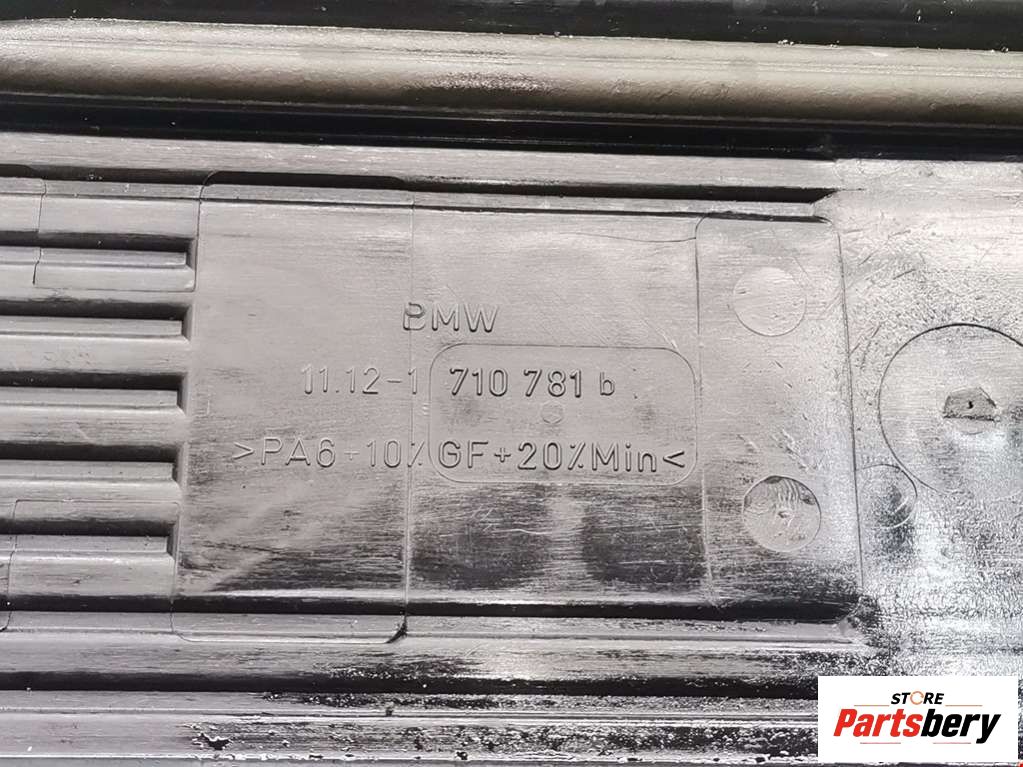 BMW
11.12-1 710 781 b
>PA6+10%GF+20%Min<
STORE
Partsbery